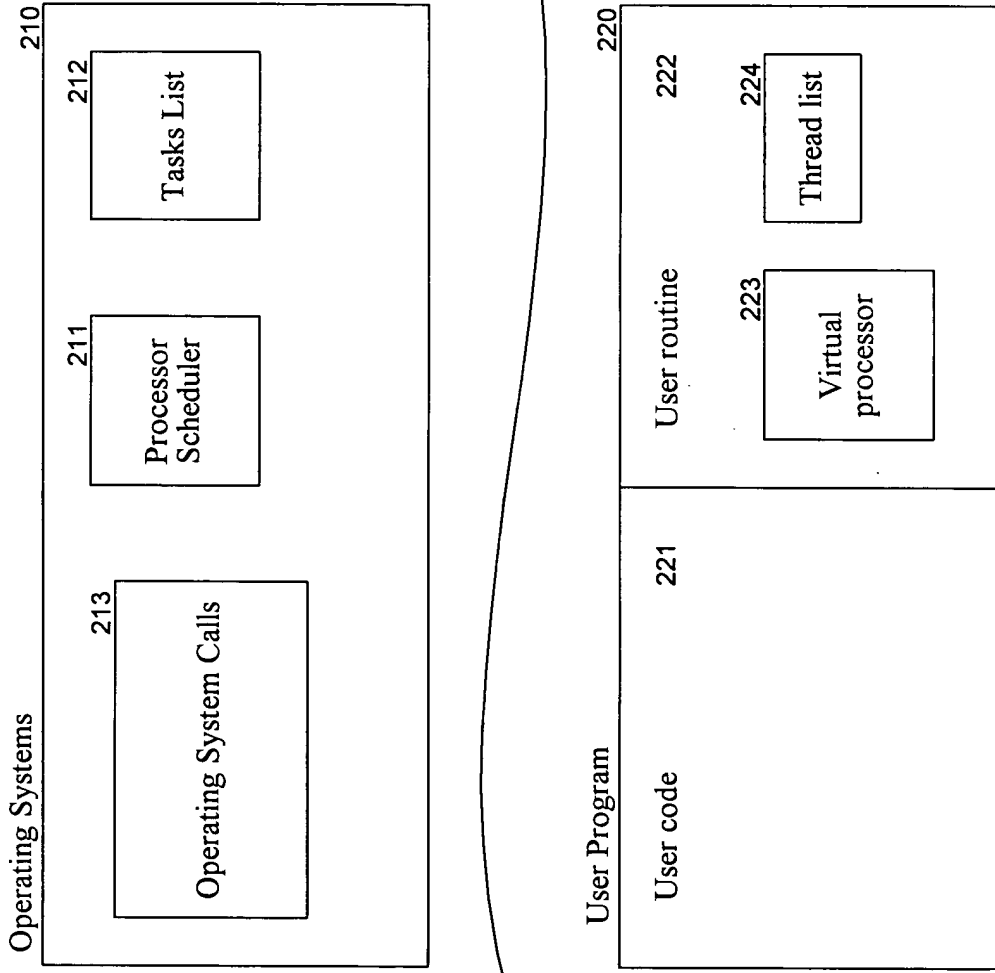 Operating Systems
210
213
Operating System Calls
211
Processor
Scheduler
212
Tasks List
User Program
220
User code
221
User routine
222
223
Virtual
processor
224
Thread list